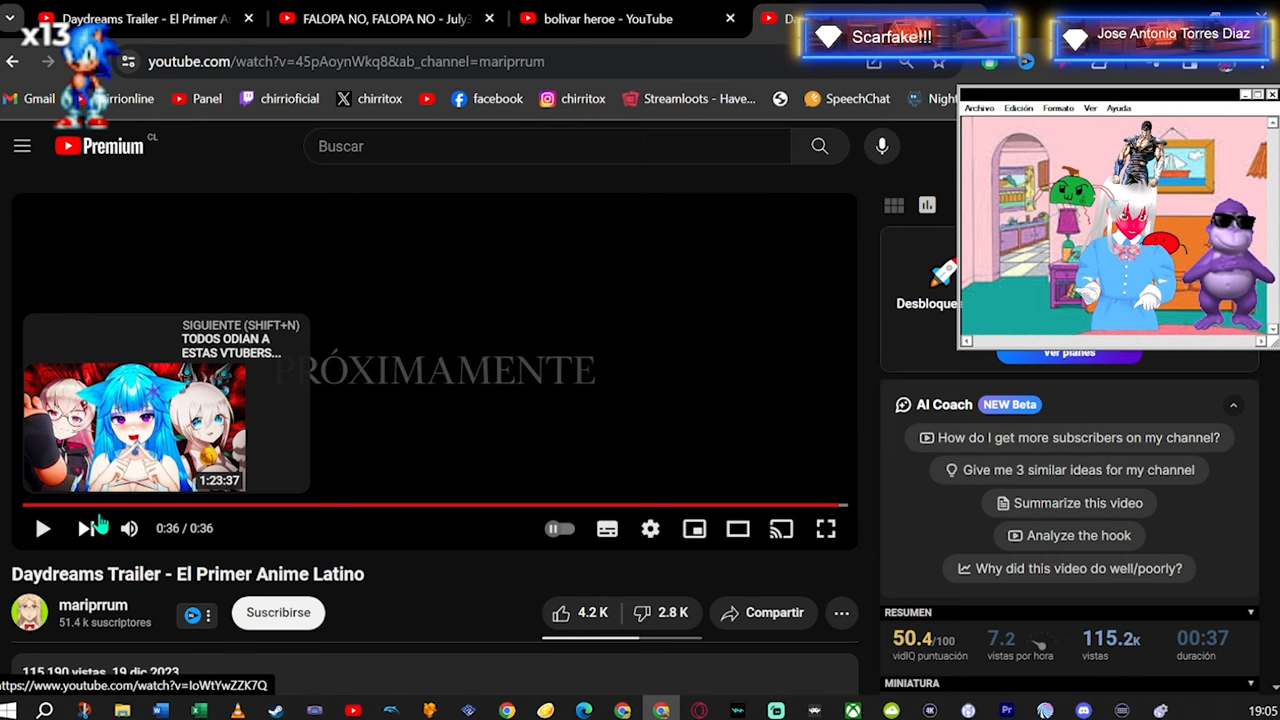 Daydreams Trailer - El Primer A
FALOPA NO, FALOPA NO - July
bolivar heroe - YouTube
Da
x13
Scarfake!!!
Jose Antonio Torres Diaz
youtube.com/watch?v=45pAoynWkq8&ab_channel=mariprrum
Gmail
chirrionline
Panel
chirrioficial
chirritox
facebook
chirritox
Streamloots - Have...
SpeechChat
Nigh
Archivo Edición Formato Ver Ayuda
Premium CL
Buscar
SIGUIENTE (SHIFT+N)
TODOS ODIAN A
ESTAS VTUBERS...
PRÓXIMAMENTE
1:23:37
Desbloque
Ver planes
AI Coach NEW Beta
How do I get more subscribers on my channel?
Give me 3 similar ideas for my channel
Summarize this video
Analyze the hook
Why did this video do well/poorly?
0:36 / 0:36
Daydreams Trailer - El Primer Anime Latino
mariprrum
51.4 k suscriptores
Suscribirse
4.2 K
2.8 K
Compartir
RESUMEN
50.4/100
vidIQ puntuación
7.2
vistas por hora
115.2K
vistas
00:37
duración
MINIATURA
115.190 vistas 19 dic 2023
https://www.youtube.com/watch?v=IoWtYwZZK7Q
19:05